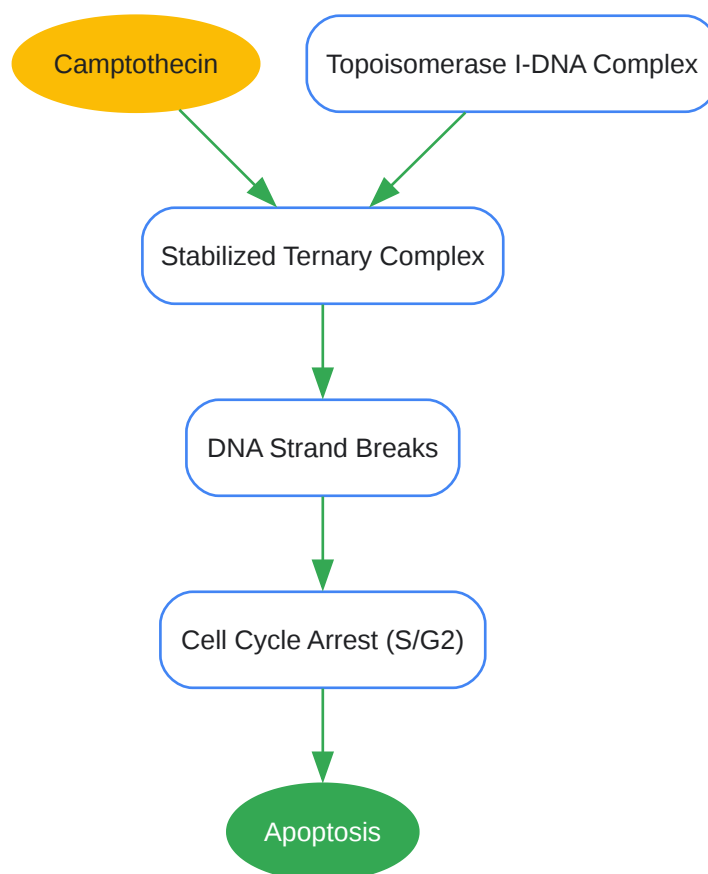 Camptothecin
Topoisomerase I-DNA Complex
Stabilized Ternary Complex
DNA Strand Breaks
Cell Cycle Arrest (S/G2)
Apoptosis